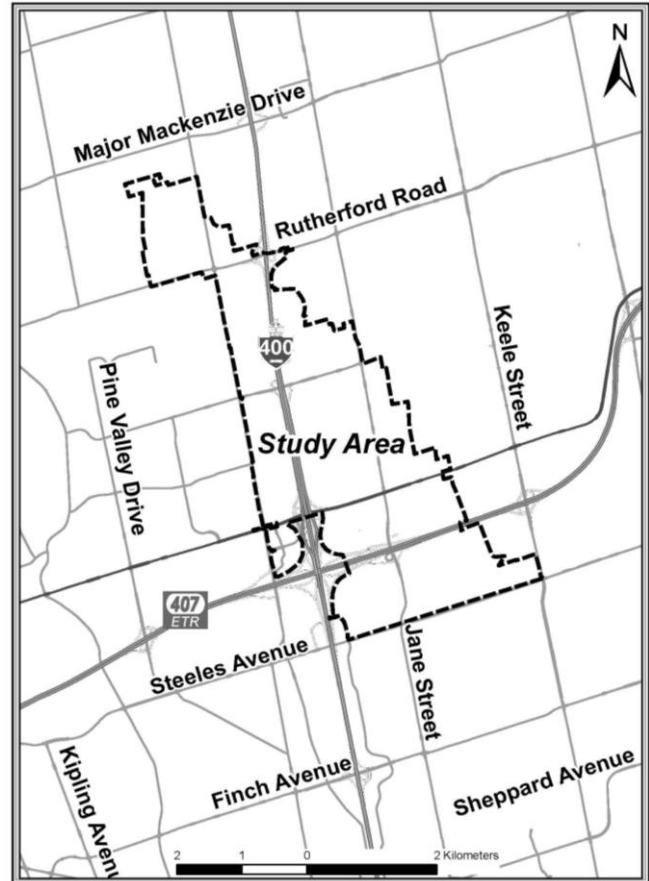 N
Major Mackenzie Drive
Rutherford Road
400
Keele Street
Pine Valley Drive
Study Area
407
ETR
Steeles Avenue
Jane Street
Kipling Avenu
Finch Avenue
Sheppard Avenue
2 1 0 2 Kilometers